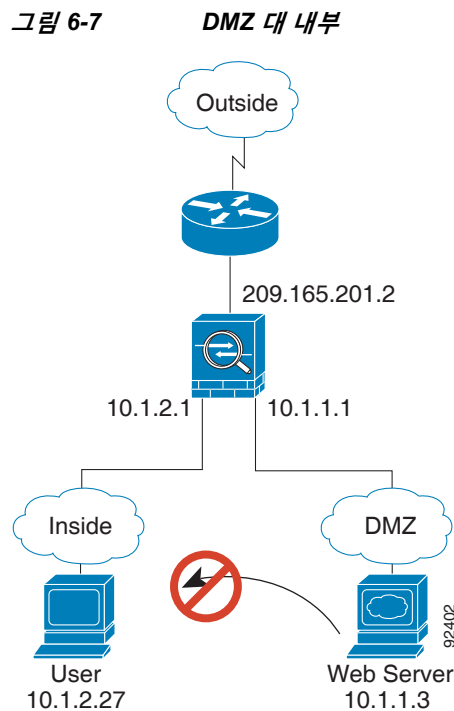 그림 6-7 DMZ 대 내부
Outside
209.165.201.2
10.1.2.1 10.1.1.1
Inside DMZ
92402
User Web Server
10.1.2.27 10.1.1.3